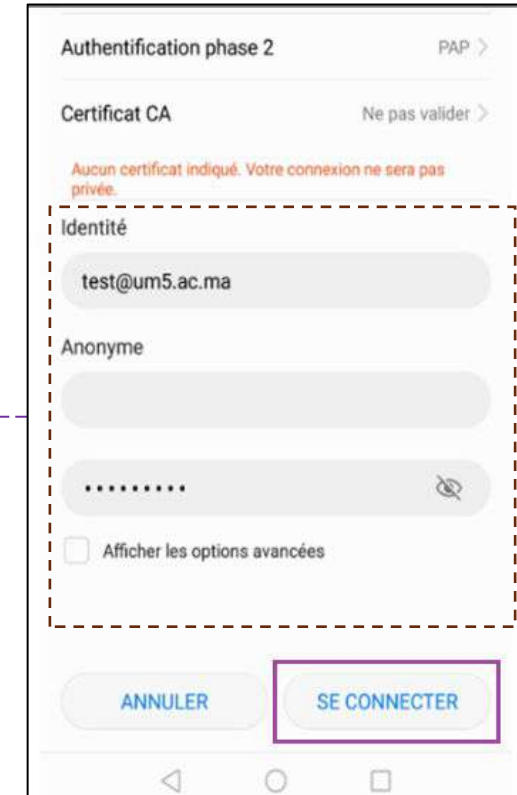 Authentification phase 2 PAP
Certificat CA Ne pas valider
Aucun certificat indiqué. Votre connexion ne sera pas
privée.
Identité
test@um5.ac.ma
Anonyme
•••••••••
Afficher les options avancées
ANNULER SE CONNECTER